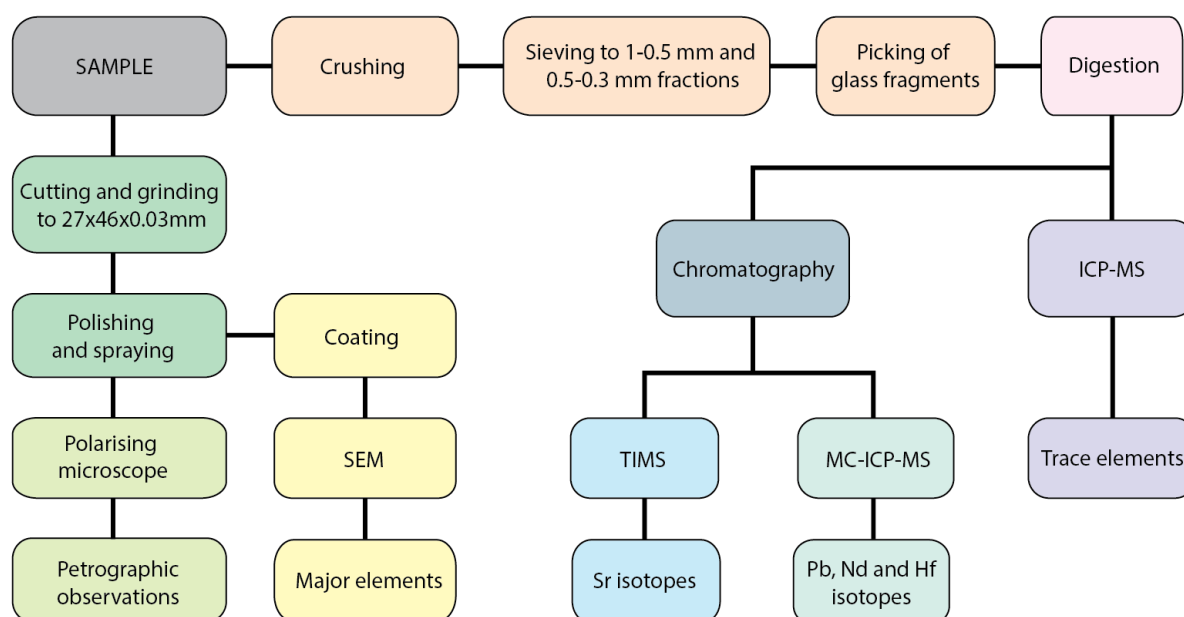 SAMPLE
Crushing
Sieving to 1-0.5 mm and
0.5-0.3 mm fractions
Picking of
glass fragments
Digestion
Cutting and grinding
to 27x46x0.03mm
Chromatography
ICP-MS
Polishing
and spraying
Coating
Polarising
microscope
SEM
TIMS
MC-ICP-MS
Trace elements
Petrographic
observations
Major elements
Sr isotopes
Pb, Nd and Hf
isotopes